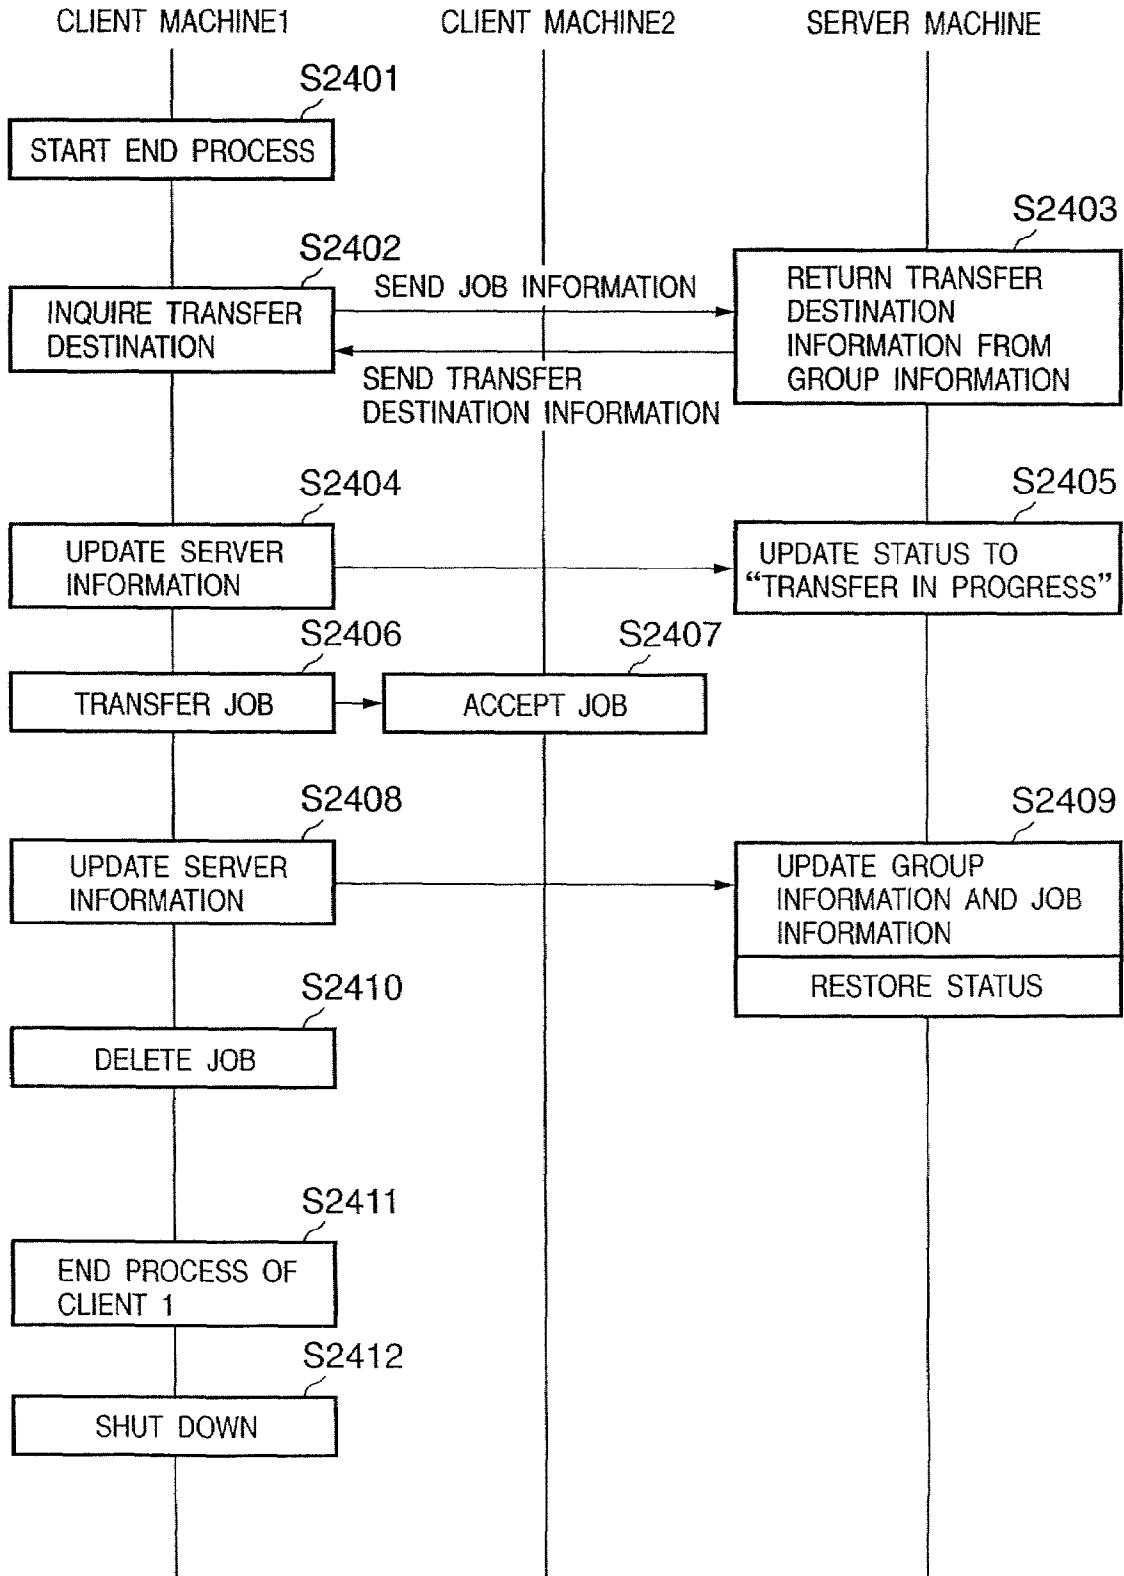 CLIENT MACHINE1
CLIENT MACHINE2
SERVER MACHINE
S2401
START END PROCESS
S2402
INQUIRE TRANSFER
DESTINATION
SEND JOB INFORMATION
SEND TRANSFER
DESTINATION INFORMATION
S2403
RETURN TRANSFER
DESTINATION
INFORMATION FROM
GROUP INFORMATION
S2404
UPDATE SERVER
INFORMATION
S2405
UPDATE STATUS TO
“TRANSFER IN PROGRESS”
S2406
TRANSFER JOB
S2407
ACCEPT JOB
S2408
UPDATE SERVER
INFORMATION
S2409
UPDATE GROUP
INFORMATION AND JOB
INFORMATION
RESTORE STATUS
S2410
DELETE JOB
S2411
END PROCESS OF
CLIENT 1
S2412
SHUT DOWN